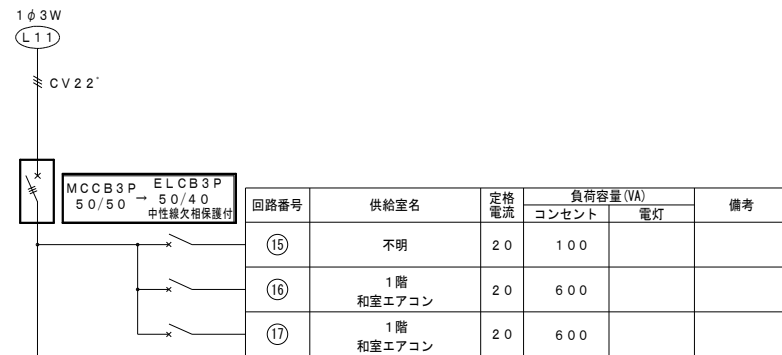 1φ3W
L11
CV22゜
MCCB3P → ELCB3P
50/50 50/40
中性線欠相保護付
回路番号 供給室名 定格電流 負荷容量(VA) 備考
コンセント 電灯
⑮ 不明 20 100
⑯ 1階 20 600
和室エアコン
⑰ 1階 20 600
和室エアコン